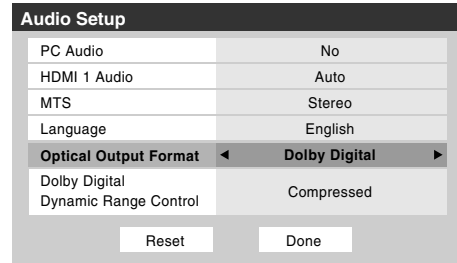 Audio Setup
PC Audio No
HDMI 1 Audio Auto
MTS Stereo
Language English
Optical Output Format Dolby Digital
Dolby Digital
Dynamic Range Control Compressed
Reset Done